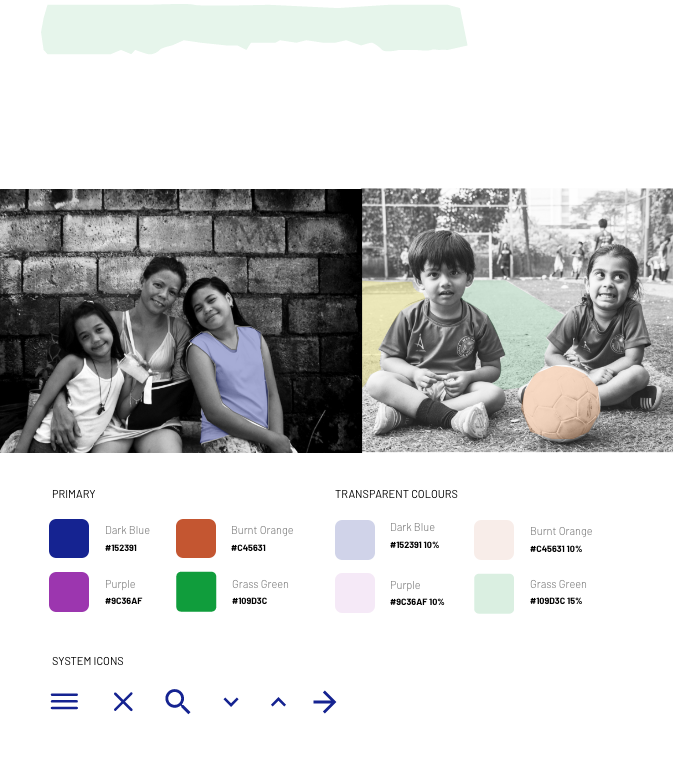 PRIMARY
TRANSPARENT COLOURS
Dark Blue
#152391
Burnt Orange
#C45631
Dark Blue
#152391 10%
Burnt Orange
#C45631 10%
Purple
#9C36AF
Grass Green
#109D3C
Purple
#9C36AF 10%
Grass Green
#109D3C 15%
SYSTEM ICONS